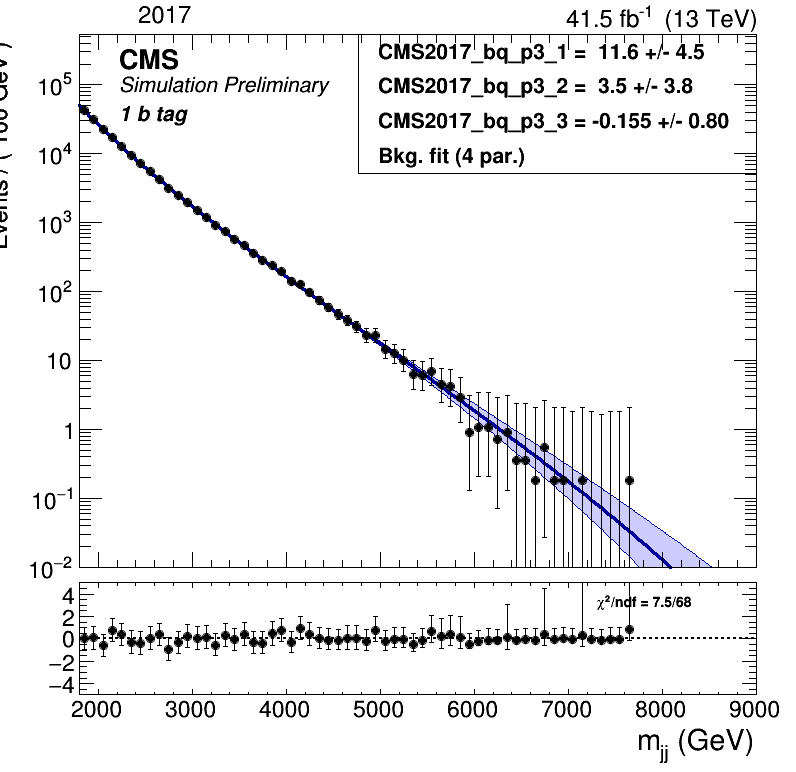 2017
41.5 fb⁻¹ (13 TeV)
CMS
Simulation Preliminary
1 b tag
CMS2017_bq_p3_1 = 11.6 +/- 4.5
CMS2017_bq_p3_2 = 3.5 +/- 3.8
CMS2017_bq_p3_3 = -0.155 +/- 0.80
Bkg. fit (4 par.)
Events / ( 100 GeV )
10⁵
10⁴
10³
10²
10
1
10⁻¹
10⁻²
χ²/ndf = 7.5/68
4
2
0
−2
−4
2000 3000 4000 5000 6000 7000 8000 9000
m_jj (GeV)